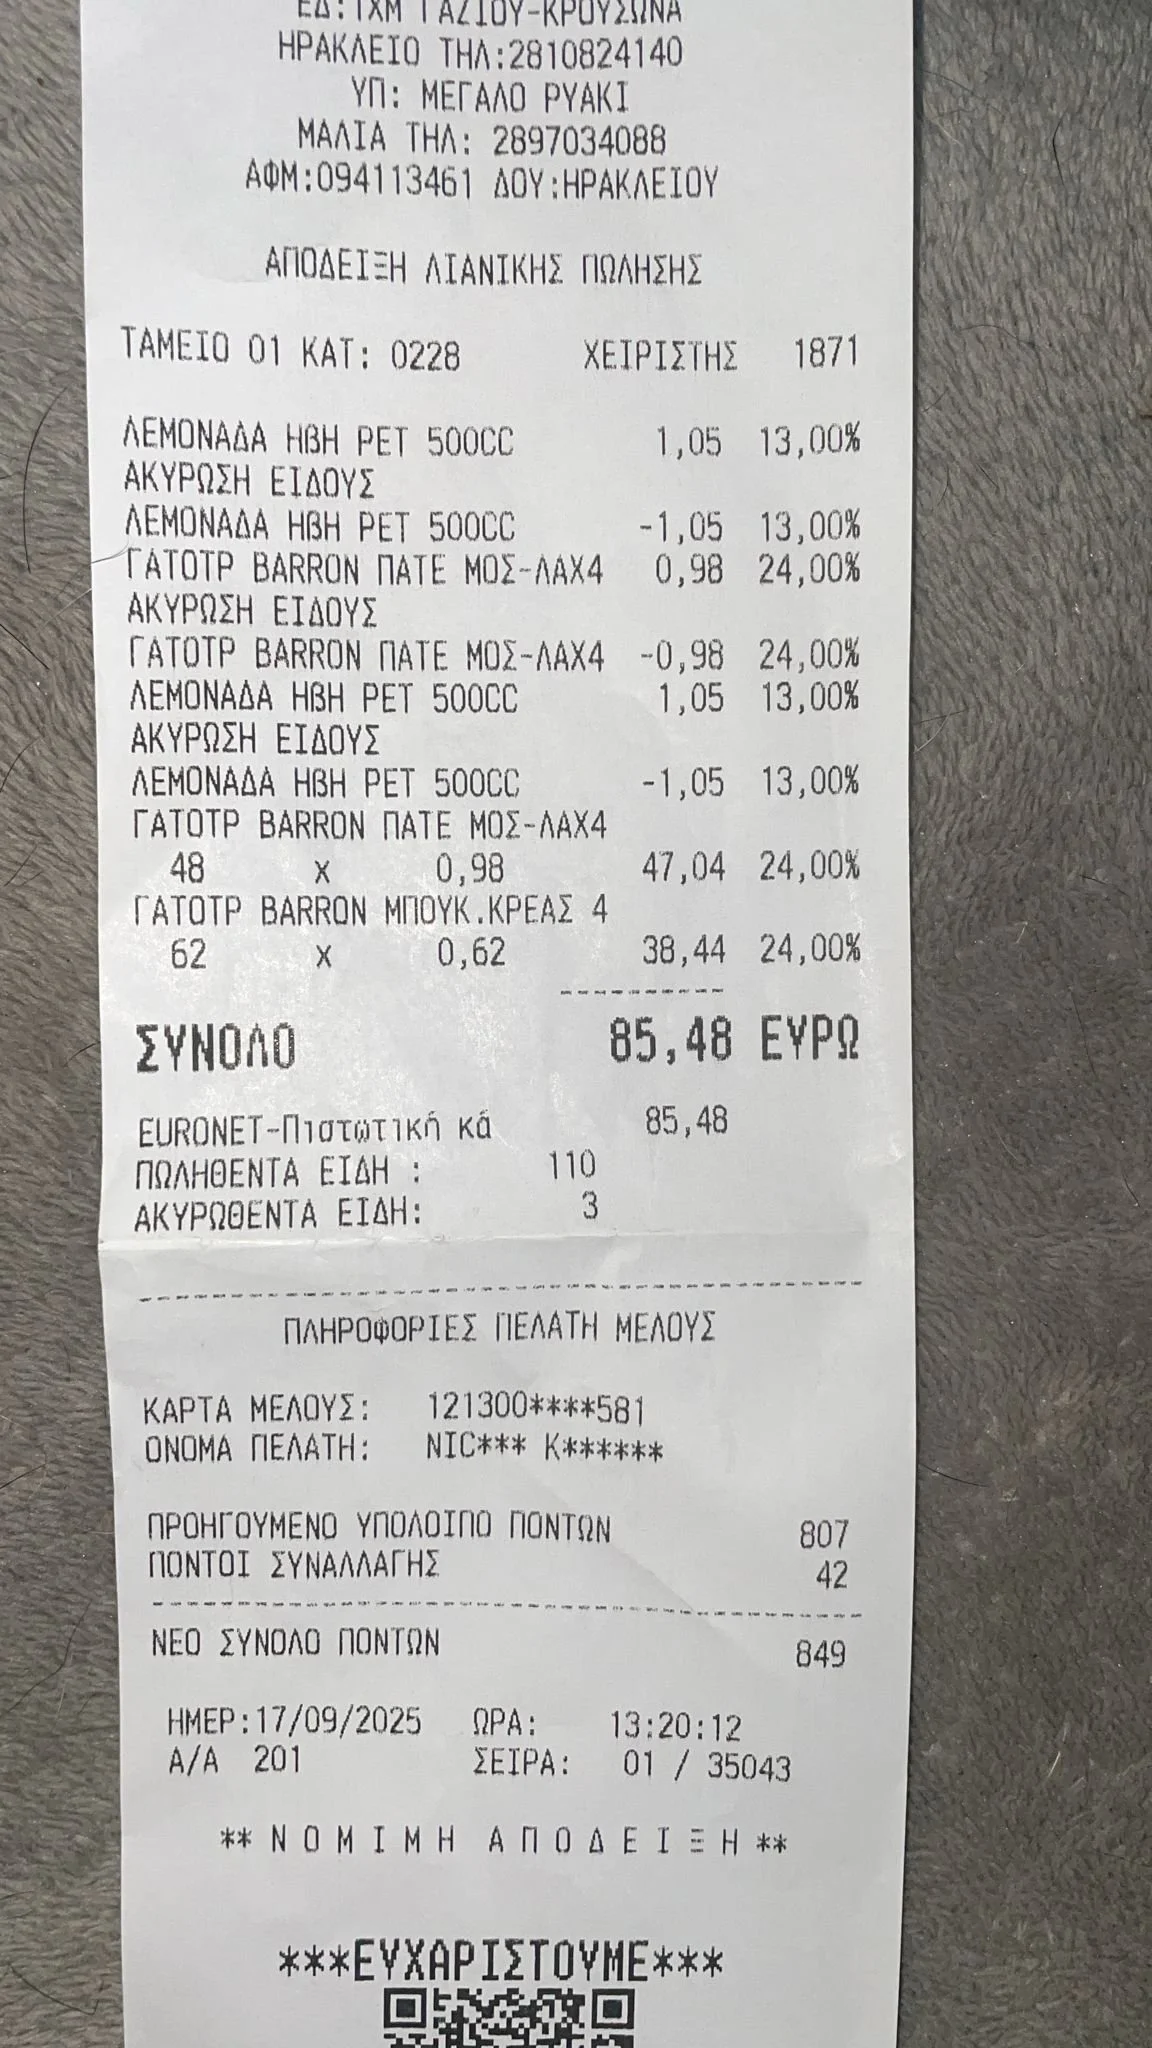 ΕΔ:1ΧΜ ΓΑΖΙΟΥ-ΚΡΟΥΣΩΝΑ
ΗΡΑΚΛΕΙΟ ΤΗΛ:2810824140
ΥΠ: ΜΕΓΑΛΟ ΡΥΑΚΙ
ΜΑΛΙΑ ΤΗΛ: 2897034088
ΑΦΜ:094113461 ΔΟΥ:ΗΡΑΚΛΕΙΟΥ
ΑΠΟΔΕΙΞΗ ΛΙΑΝΙΚΗΣ ΠΩΛΗΣΗΣ
ΤΑΜΕΙΟ 01 ΚΑΤ: 0228 ΧΕΙΡΙΣΤΗΣ 1871
ΛΕΜΟΝΑΔΑ ΗΒΗ PET 500CC 1,05 13,00%
ΑΚΥΡΩΣΗ ΕΙΔΟΥΣ
ΛΕΜΟΝΑΔΑ ΗΒΗ PET 500CC -1,05 13,00%
ΓΑΤΟΤΡ BARRON ΠΑΤΕ ΜΟΣ-ΛΑΧ4 0,98 24,00%
ΑΚΥΡΩΣΗ ΕΙΔΟΥΣ
ΓΑΤΟΤΡ BARRON ΠΑΤΕ ΜΟΣ-ΛΑΧ4 -0,98 24,00%
ΛΕΜΟΝΑΔΑ ΗΒΗ PET 500CC 1,05 13,00%
ΑΚΥΡΩΣΗ ΕΙΔΟΥΣ
ΛΕΜΟΝΑΔΑ ΗΒΗ PET 500CC -1,05 13,00%
ΓΑΤΟΤΡ BARRON ΠΑΤΕ ΜΟΣ-ΛΑΧ4
48 x 0,98 47,04 24,00%
ΓΑΤΟΤΡ BARRON ΜΠΟΥΚ.ΚΡΕΑΣ 4
62 x 0,62 38,44 24,00%
ΣΥΝΟΛΟ 85,48 ΕΥΡΩ
EURONET-Πιστωτική κά 85,48
ΠΩΛΗΘΕΝΤΑ ΕΙΔΗ : 110
ΑΚΥΡΩΘΕΝΤΑ ΕΙΔΗ: 3
ΠΛΗΡΟΦΟΡΙΕΣ ΠΕΛΑΤΗ ΜΕΛΟΥΣ
ΚΑΡΤΑ ΜΕΛΟΥΣ: 121300****581
ΟΝΟΜΑ ΠΕΛΑΤΗ: NIC*** K******
ΠΡΟΗΓΟΥΜΕΝΟ ΥΠΟΛΟΙΠΟ ΠΟΝΤΩΝ 807
ΠΟΝΤΟΙ ΣΥΝΑΛΛΑΓΗΣ 42
ΝΕΟ ΣΥΝΟΛΟ ΠΟΝΤΩΝ 849
ΗΜΕΡ:17/09/2025 ΩΡΑ: 13:20:12
Α/Α 201 ΣΕΙΡΑ: 01 / 35043
** Ν Ο Μ Ι Μ Η Α Π Ο Δ Ε Ι Ξ Η **
***ΕΥΧΑΡΙΣΤΟΥΜΕ***